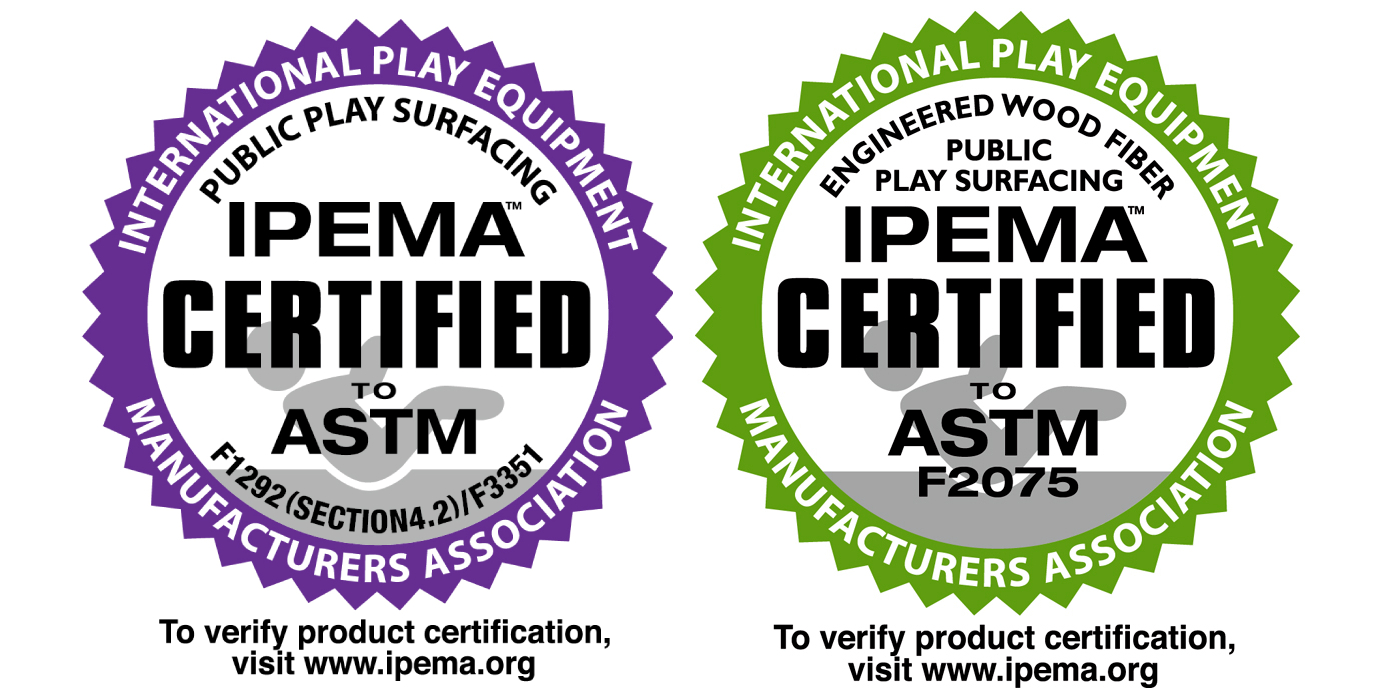 INTERNATIONAL PLAY EQUIPMENT
PUBLIC PLAY SURFACING
IPEMA™
CERTIFIED
TO
ASTM
F1292(SECTION4.2)/F3351
MANUFACTURERS ASSOCIATION
To verify product certification,
visit www.ipema.org
INTERNATIONAL PLAY EQUIPMENT
ENGINEERED WOOD FIBER
PUBLIC
PLAY SURFACING
IPEMA™
CERTIFIED
TO
ASTM
F2075
MANUFACTURERS ASSOCIATION
To verify product certification,
visit www.ipema.org